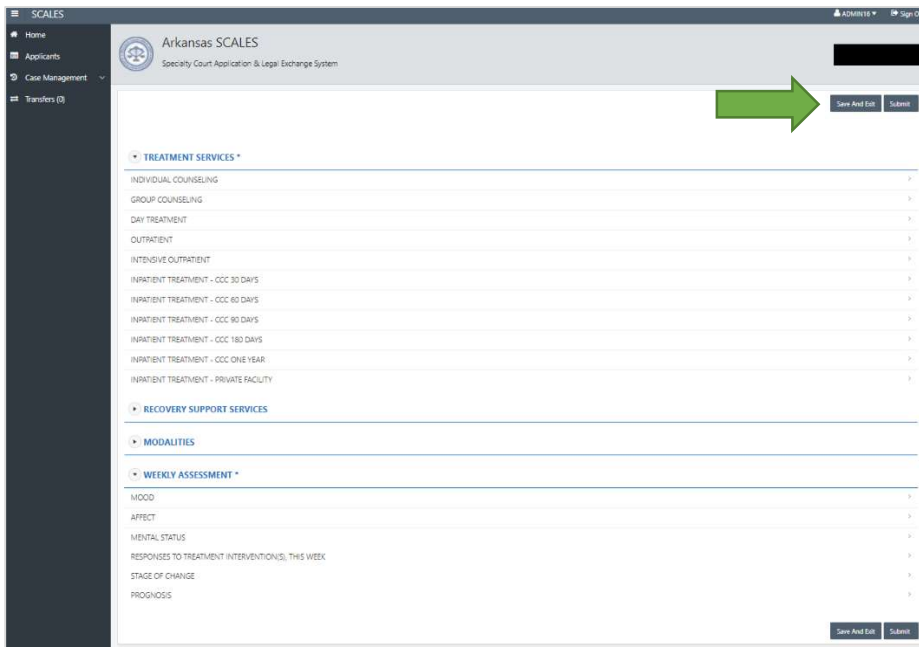 SCALES
ADMIN16
Sign O
Home
Applicants
Case Management
Transfers (0)
Arkansas SCALES
Specialty Court Application & Legal Exchange System
Save And Exit Submit
TREATMENT SERVICES *
INDIVIDUAL COUNSELING
GROUP COUNSELING
DAY TREATMENT
OUTPATIENT
INTENSIVE OUTPATIENT
INPATIENT TREATMENT - CCC 30 DAYS
INPATIENT TREATMENT - CCC 60 DAYS
INPATIENT TREATMENT - CCC 90 DAYS
INPATIENT TREATMENT - CCC 180 DAYS
INPATIENT TREATMENT - CCC ONE YEAR
INPATIENT TREATMENT - PRIVATE FACILITY
RECOVERY SUPPORT SERVICES
MODALITIES
WEEKLY ASSESSMENT *
MOOD
AFFECT
MENTAL STATUS
RESPONSES TO TREATMENT INTERVENTION(S), THIS WEEK
STAGE OF CHANGE
PROGNOSIS
Save And Exit Submit